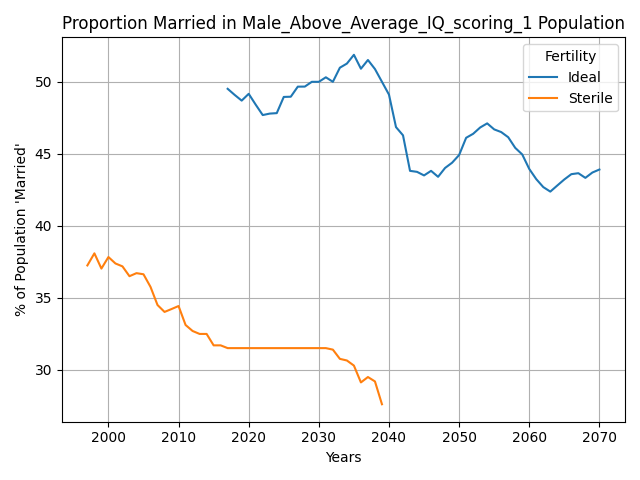 Proportion Married in Male_Above_Average_IQ_scoring_1 Population
Fertility
Ideal
Sterile
% of Population 'Married'
50
45
40
35
30
2000 2010 2020 2030 2040 2050 2060 2070
Years